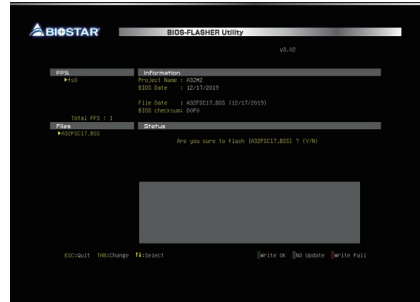 BIOSTAR
BIOS-FLASHER Utility
v3.02
FFS
Information
fs0
Project Name : A32M2
BIOS Date : 12/17/2019
File Date : A32FSC17.BSS (12/17/2019)
BIOS checksum: D0F0
Total FFS : 1
Files
Status
A32FSC17.BSS
Are you sure to flash [A32FSC17.BSS] ? (Y/N)
ESC:Quit TAB:Change ↑↓:Select
Write OK NO Update Write Fail